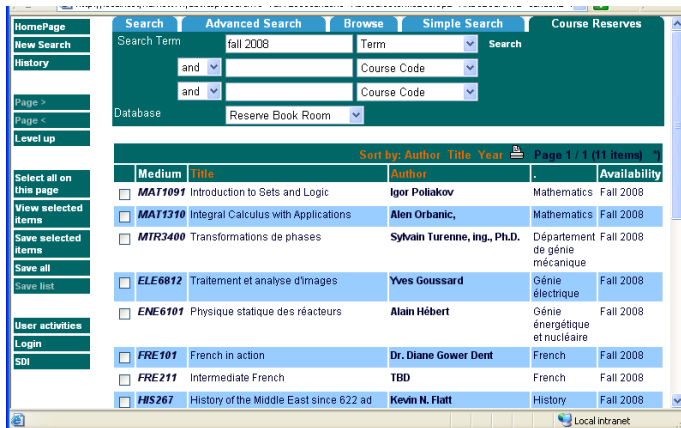 HomePage
New Search
History
Page >
Page <
Level up
Select all on
this page
View selected
items
Save selected
items
Save all
Save list
User activities
Login
SDI
Search Advanced Search Browse Simple Search Course Reserves
Search Term fall 2008 Term Search
and Course Code
and Course Code
Database Reserve Book Room
Sort by: Author Title Year Page 1 / 1 (11 items) *)
Medium Title Author . Availability
MAT1091 Introduction to Sets and Logic Igor Poliakov Mathematics Fall 2008
MAT1310 Integral Calculus with Applications Alen Orbanic, Mathematics Fall 2008
MTR3400 Transformations de phases Sylvain Turenne, ing., Ph.D. Département Fall 2008
de génie
mécanique
ELE6812 Traitement et analyse d'images Yves Goussard Génie Fall 2008
électrique
ENE6101 Physique statique des réacteurs Alain Hébert Génie Fall 2008
énergétique
et nucléaire
FRE101 French in action Dr. Diane Gower Dent French Fall 2008
FRE211 Intermediate French TBD French Fall 2008
HIS267 History of the Middle East since 622 ad Kevin N. Flatt History Fall 2008
Local intranet